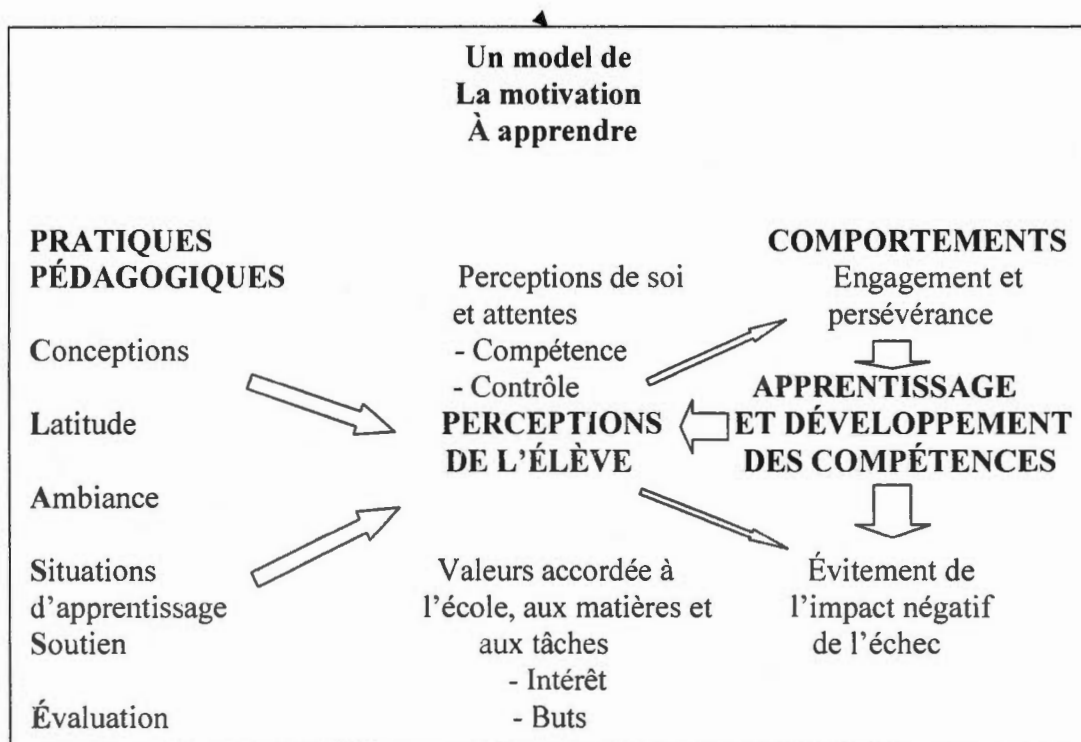 Un model de
La motivation
À apprendre
PRATIQUES
PÉDAGOGIQUES
Conceptions
Latitude
Ambiance
Situations
d'apprentissage
Soutien
Évaluation
Perceptions de soi
et attentes
- Compétence
- Contrôle
PERCEPTIONS
DE L'ÉLÈVE
Valeurs accordée à
l'école, aux matières et
aux tâches
- Intérêt
- Buts
COMPORTEMENTS
Engagement et
persévérance
APPRENTISSAGE
ET DÉVELOPPEMENT
DES COMPÉTENCES
Évitement de
l'impact négatif
de l'échec